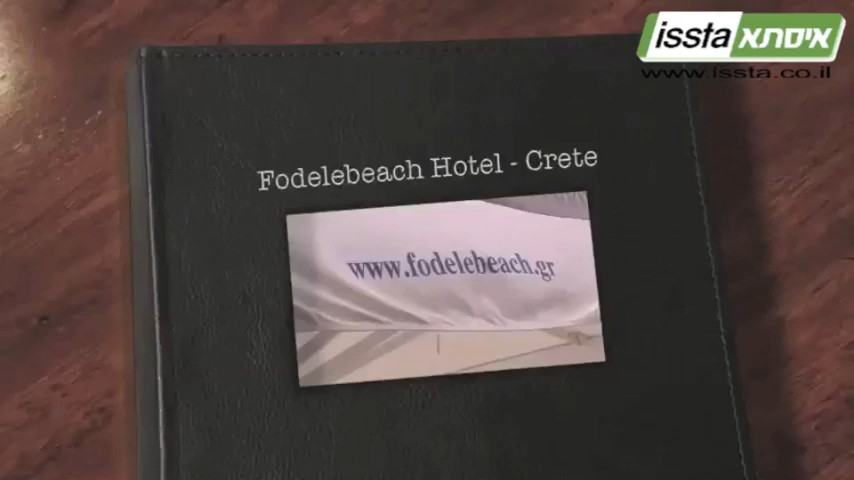 issta איסתא
www.issta.co.il
Fodelebeach Hotel - Crete
www.fodelebeach.gr